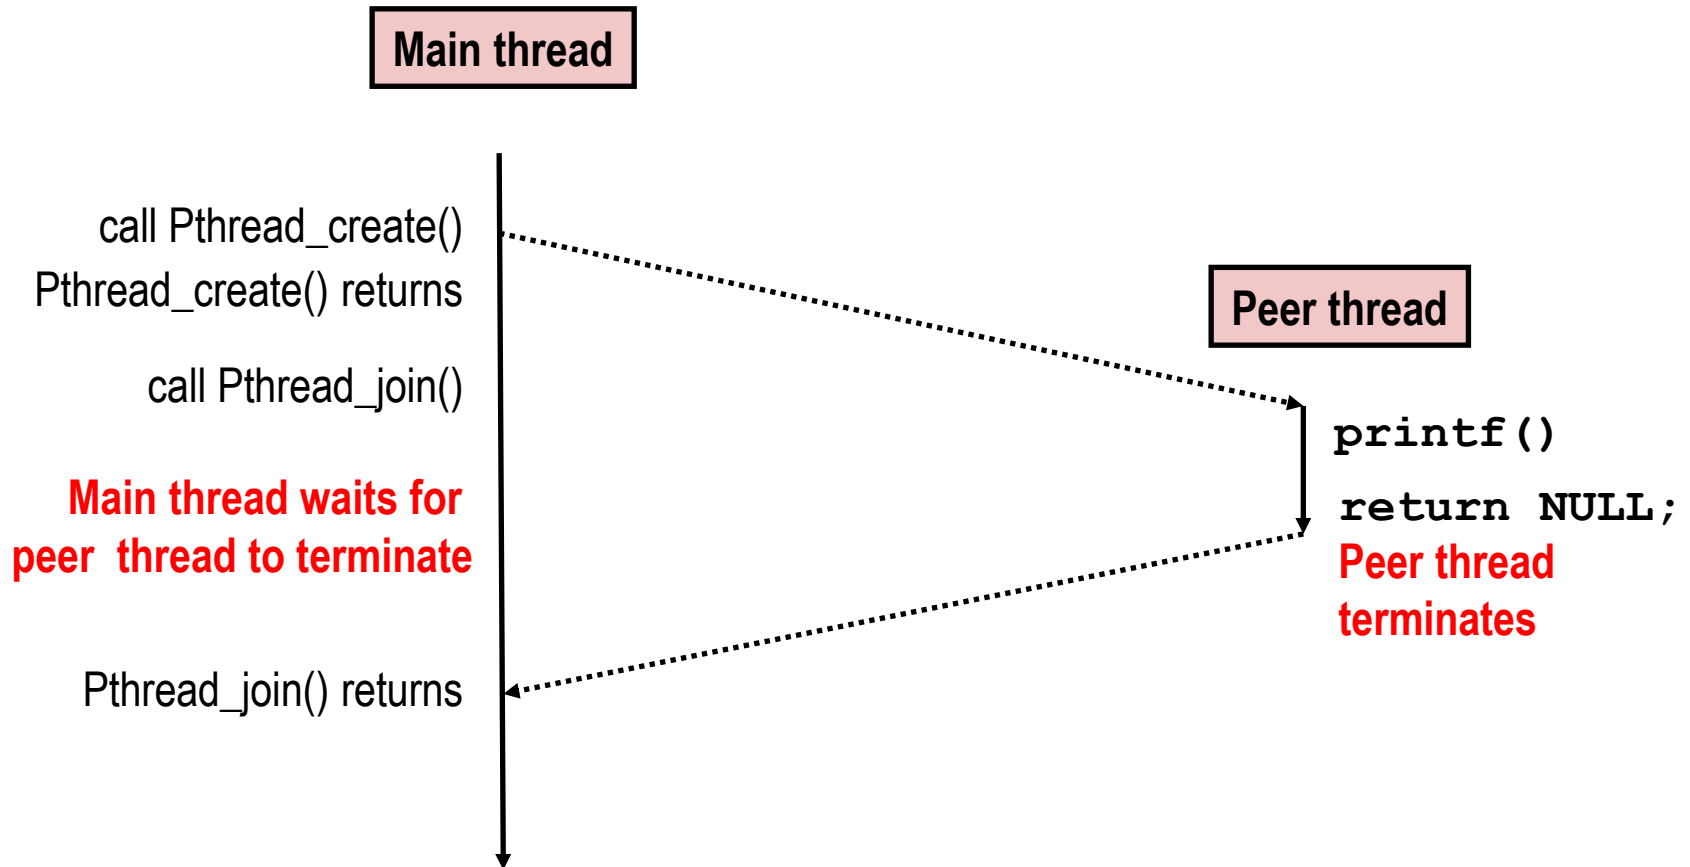 Main thread
call Pthread_create()
Pthread_create() returns
Peer thread
call Pthread_join()
printf()
Main thread waits for
peer  thread to terminate
return NULL;
Peer thread
terminates
Pthread_join() returns